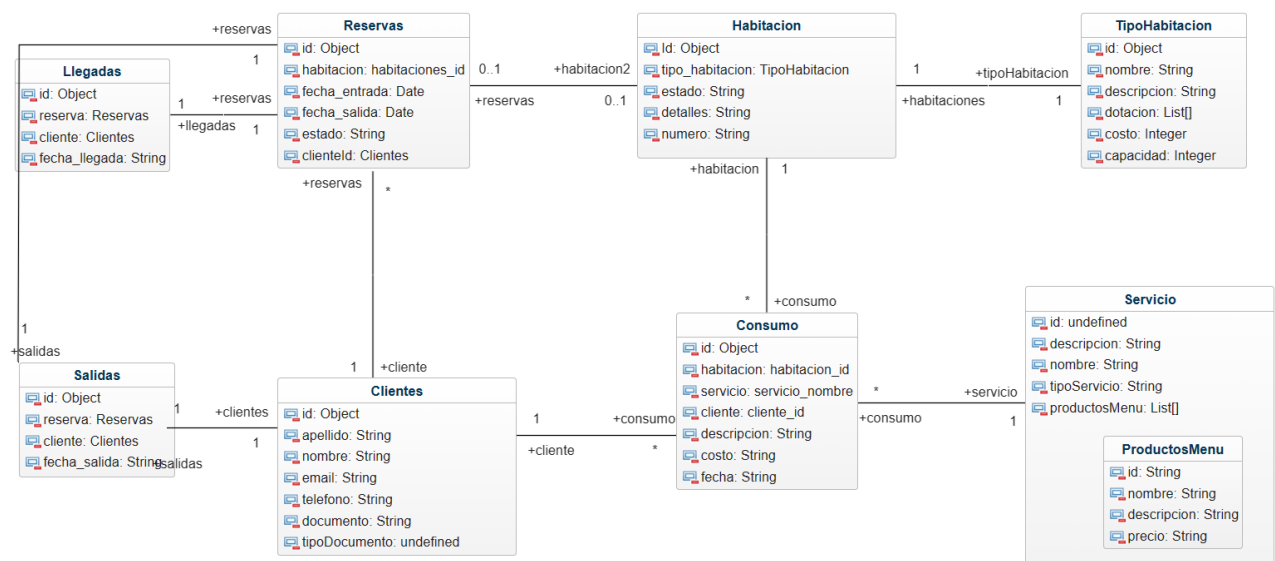 +reservas
1
Llegadas
id: Object
reserva: Reservas
cliente: Clientes
fecha_llegada: String
1
+llegadas
+reservas
1
Reservas
id: Object
habitacion: habitaciones_id
fecha_entrada: Date
fecha_salida: Date
estado: String
clienteId: Clientes
0..1
+reservas
+habitacion2
0..1
Habitacion
Id: Object
tipo_habitacion: TipoHabitacion
estado: String
detalles: String
numero: String
1
+habitaciones
+tipoHabitacion
1
TipoHabitacion
id: Object
nombre: String
descripcion: String
dotacion: List[]
costo: Integer
capacidad: Integer
+reservas
*
+habitacion
1
*
+consumo
1
+salidas
1
+cliente
Salidas
id: Object
reserva: Reservas
cliente: Clientes
fecha_salida: String
1
+salidas
+clientes
1
Clientes
id: Object
apellido: String
nombre: String
email: String
telefono: String
documento: String
tipoDocumento: undefined
1
+cliente
+consumo
*
Consumo
id: Object
habitacion: habitacion_id
servicio: servicio_nombre
cliente: cliente_id
descripcion: String
costo: String
fecha: String
*
+consumo
+servicio
1
Servicio
id: undefined
descripcion: String
nombre: String
tipoServicio: String
productosMenu: List[]
ProductosMenu
id: String
nombre: String
descripcion: String
precio: String